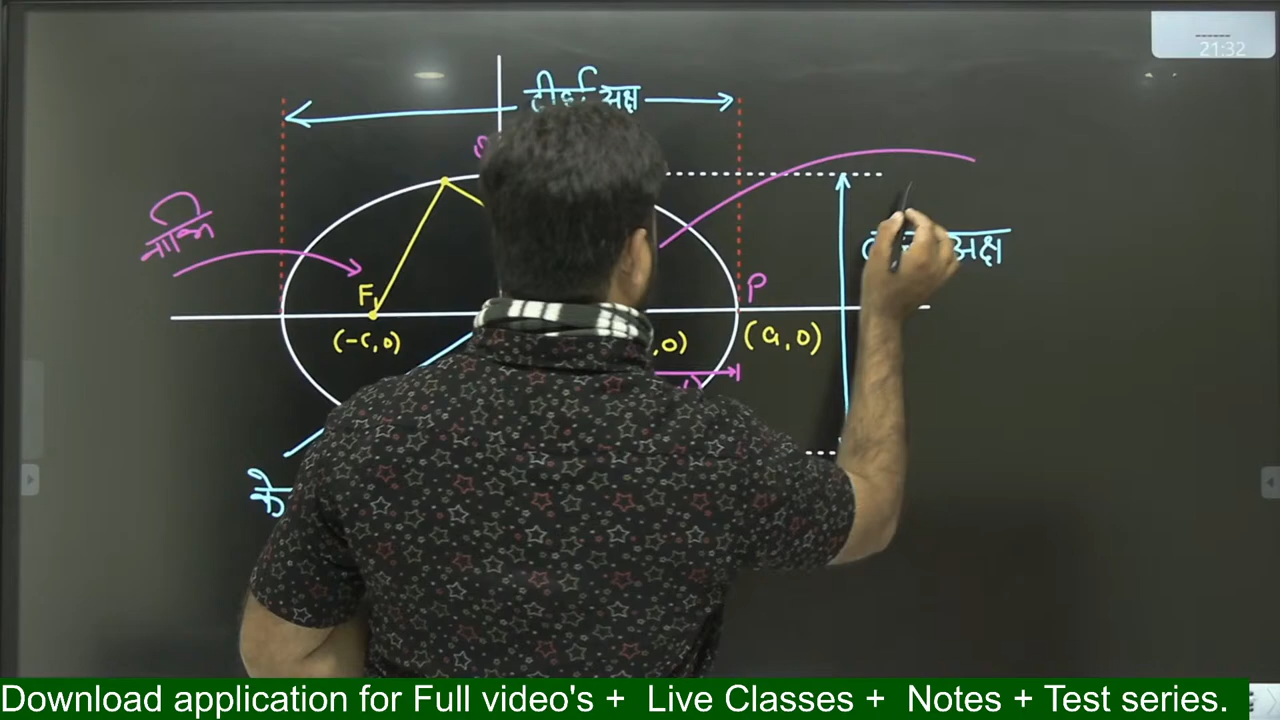 21:32
दीर्घ अक्ष
नाभि
अक्ष
F₁
P
(-c, 0)
, 0)
(a, 0)
Download application for Full video's + Live Classes + Notes + Test series.